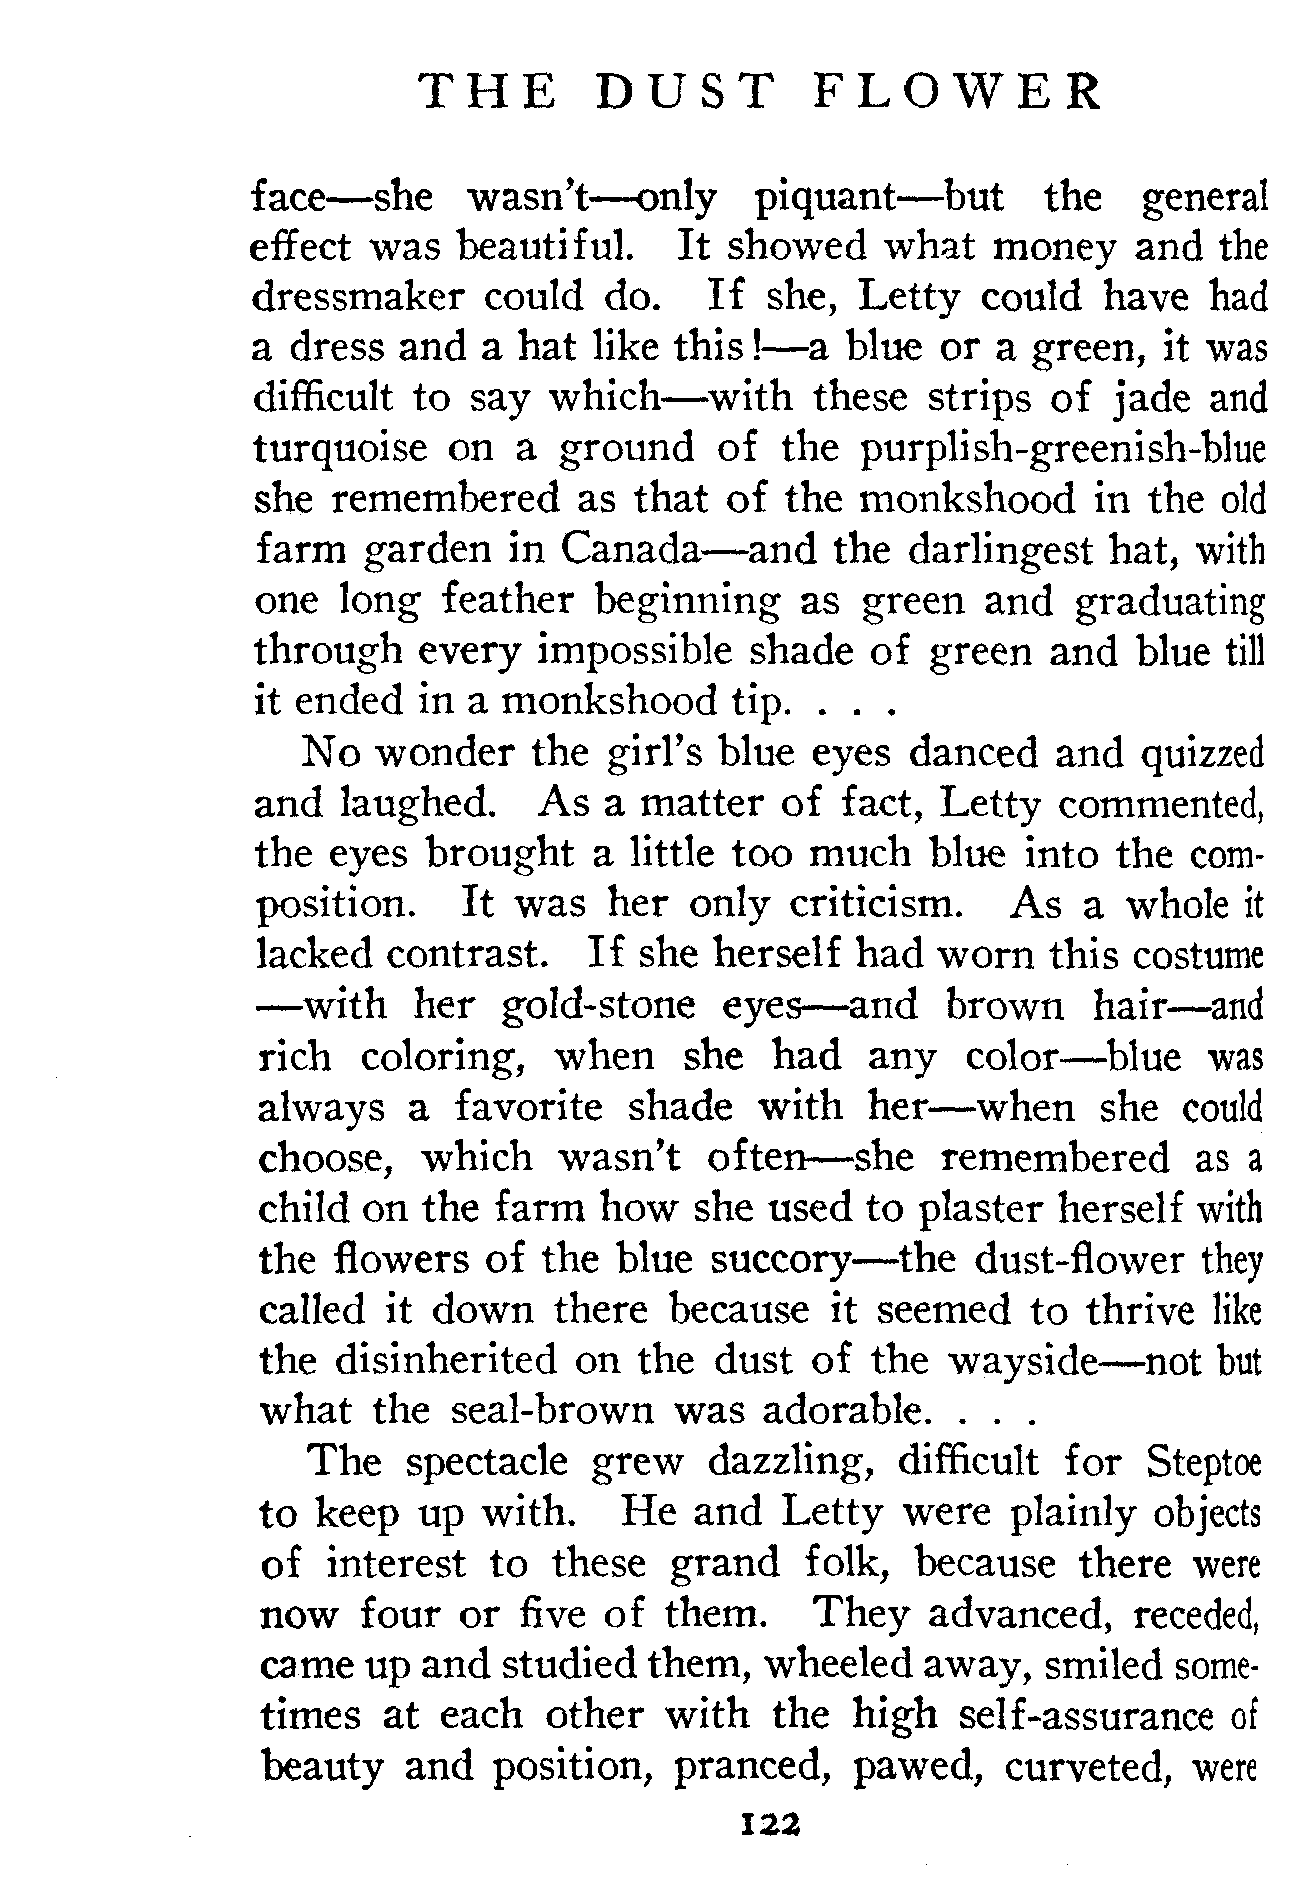 THE DUST FLOWER
face—she wasn't—only piquant—but the general
effect was beautiful. It showed what money and the
dressmaker could do. If she, Letty could have had
a dress and a hat like this!—a blue or a green, it was
difficult to say which—with these strips of jade and
turquoise on a ground of the purplish-greenish-blue
she remembered as that of the monkshood in the old
farm garden in Canada—and the darlingest hat, with
one long feather beginning as green and graduating
through every impossible shade of green and blue till
it ended in a monkshood tip. . . .
No wonder the girl's blue eyes danced and quizzed
and laughed. As a matter of fact, Letty commented,
the eyes brought a little too much blue into the com-
position. It was her only criticism. As a whole it
lacked contrast. If she herself had worn this costume
—with her gold-stone eyes—and brown hair—and
rich coloring, when she had any color—blue was
always a favorite shade with her—when she could
choose, which wasn't often—she remembered as a
child on the farm how she used to plaster herself with
the flowers of the blue succory—the dust-flower they
called it down there because it seemed to thrive like
the disinherited on the dust of the wayside—not but
what the seal-brown was adorable. . . .
The spectacle grew dazzling, difficult for Steptoe
to keep up with. He and Letty were plainly objects
of interest to these grand folk, because there were
now four or five of them. They advanced, receded,
came up and studied them, wheeled away, smiled some-
times at each other with the high self-assurance of
beauty and position, pranced, pawed, curveted, were
122